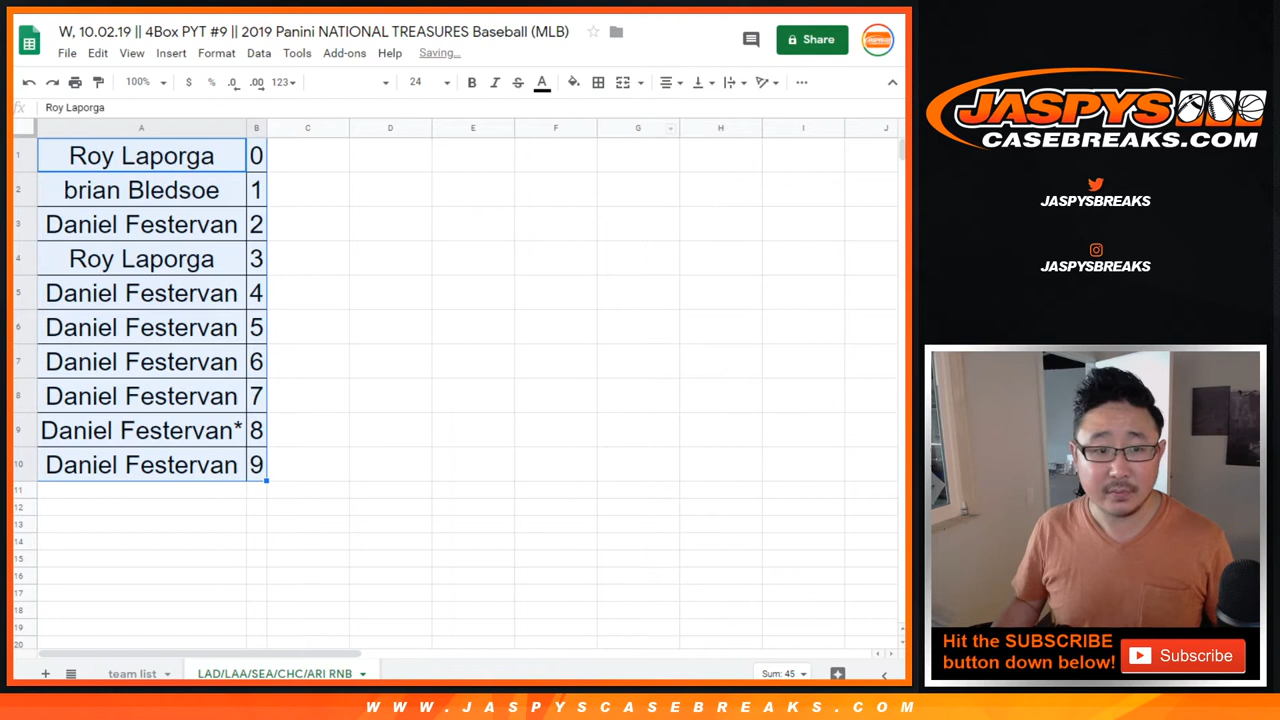 W, 10.02.19 || 4Box PYT #9 || 2019 Panini NATIONAL TREASURES Baseball (MLB)
File Edit View Insert Format Data Tools Add-ons Help Saving...
Share
100% $ % .0 .00 123 24 B I S A
fx Roy Laporga
A B C D E F G H I J
1 Roy Laporga 0
2 brian Bledsoe 1
3 Daniel Festervan 2
4 Roy Laporga 3
5 Daniel Festervan 4
6 Daniel Festervan 5
7 Daniel Festervan 6
8 Daniel Festervan 7
9 Daniel Festervan* 8
10 Daniel Festervan 9
11
12
13
14
15
16
17
18
19
20
team list LAD/LAA/SEA/CHC/ARI RNB Sum: 45
JASPYS
CASEBREAKS.COM
JASPYSBREAKS
JASPYSBREAKS
Hit the SUBSCRIBE
button down below!
Subscribe
WWW.JASPYSCASEBREAKS.COM